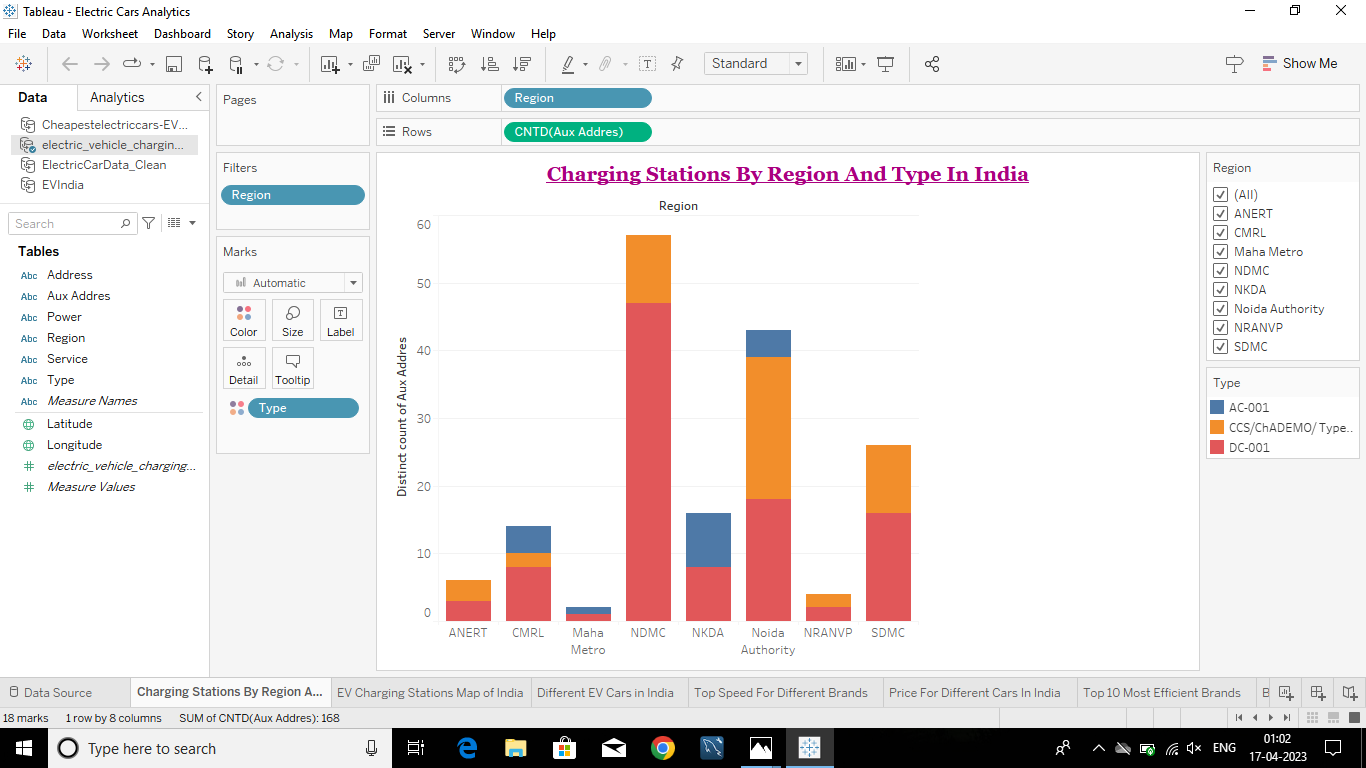 Tableau - Electric Cars Analytics
File Data Worksheet Dashboard Story Analysis Map Format Server Window Help
Standard
Show Me
Data Analytics
Cheapestelectriccars-EV...
electric_vehicle_chargin...
ElectricCarData_Clean
EVIndia
Search
Tables
Abc Address
Abc Aux Addres
Abc Power
Abc Region
Abc Service
Abc Type
Abc Measure Names
Latitude
Longitude
# electric_vehicle_charging...
# Measure Values
Pages
Filters
Region
Marks
Automatic
Color Size Label
Detail Tooltip
Type
Columns Region
Rows CNTD(Aux Addres)
Charging Stations By Region And Type In India
Region
Distinct count of Aux Addres
60
50
40
30
20
10
0
ANERT CMRL Maha Metro NDMC NKDA Noida Authority NRANVP SDMC
Region
(All)
ANERT
CMRL
Maha Metro
NDMC
NKDA
Noida Authority
NRANVP
SDMC
Type
AC-001
CCS/ChADEMO/ Type..
DC-001
Data Source Charging Stations By Region A... EV Charging Stations Map of India Different EV Cars in India Top Speed For Different Brands Price For Different Cars In India Top 10 Most Efficient Brands B
18 marks 1 row by 8 columns SUM of CNTD(Aux Addres): 168
Type here to search
ENG
01:02
17-04-2023